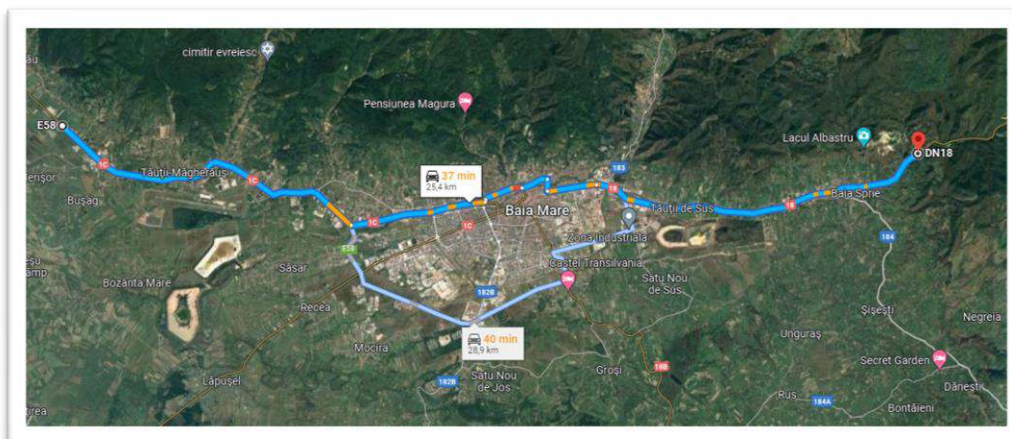 cimitir evreiesc
Pensiunea Magura
Lacul Albastru
E58
DN18
183
1C
Tăuții-Măgherăuș
1C
37 min
25,4 km
Bușag
Baia Sprie
18
Tăuții de Sus
18
Baia Mare
1C
1C
Zona Industriala
184
E58
Castel Transilvania
Săsar
Bozânta Mare
Satu Nou
de Sus
182B
Recea
Șișești
Negreia
Unguraș
40 min
28,9 km
Mocira
Secret Garden
Groși
18B
Lăpușel
182B
Satu Nou
de Jos
Dănești
Rus
184A
Bontăieni